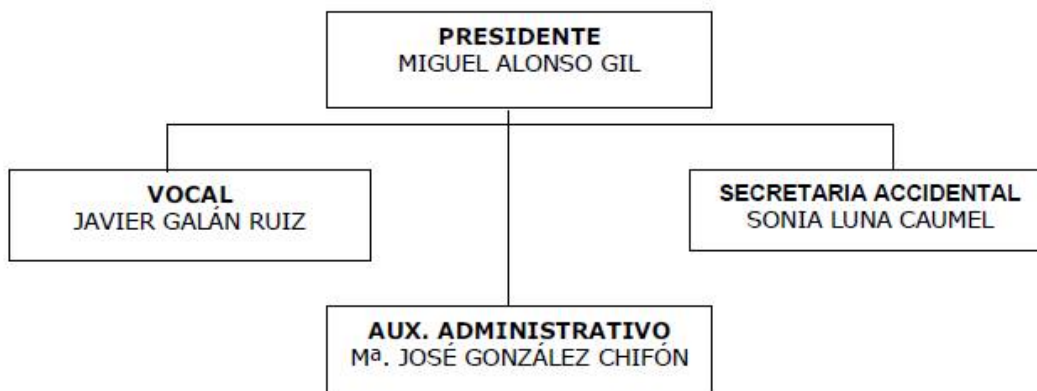 PRESIDENTE
MIGUEL ALONSO GIL
VOCAL
JAVIER GALÁN RUIZ
SECRETARIA ACCIDENTAL
SONIA LUNA CAUMEL
AUX. ADMINISTRATIVO
Mª. JOSÉ GONZÁLEZ CHIFÓN